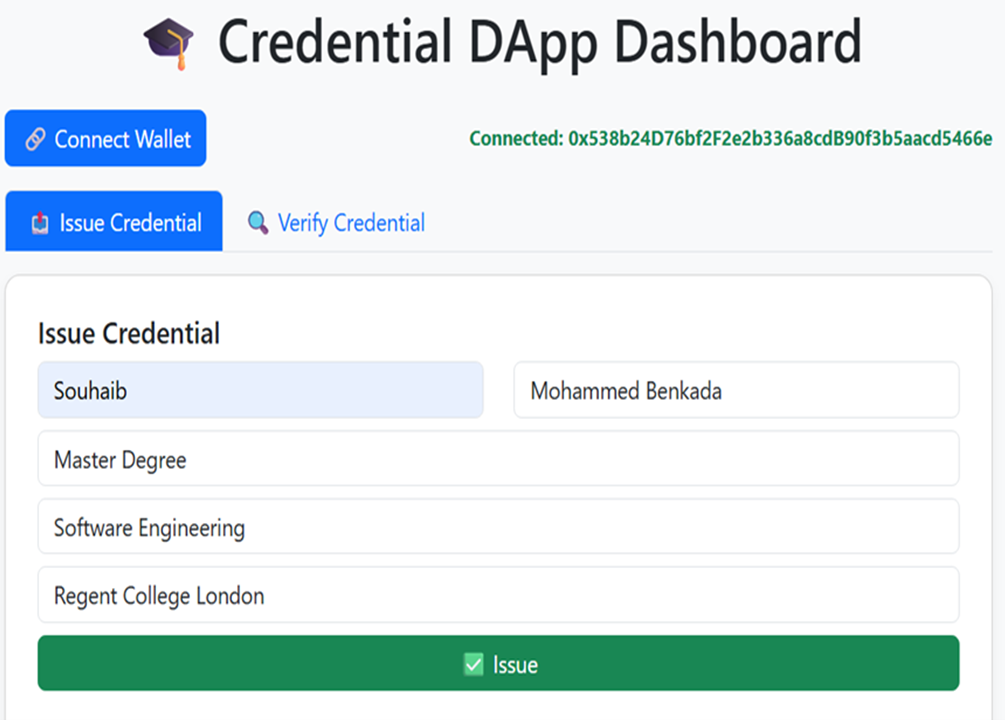 Credential DApp Dashboard
Connect Wallet
Connected: 0x538b24D76bf2F2e2b336a8cdB90f3b5aacd5466e
Issue Credential
Verify Credential
Issue Credential
Souhaib
Mohammed Benkada
Master Degree
Software Engineering
Regent College London
Issue